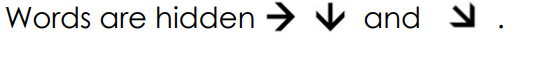 Words are hidden → ↓ and ↘ .